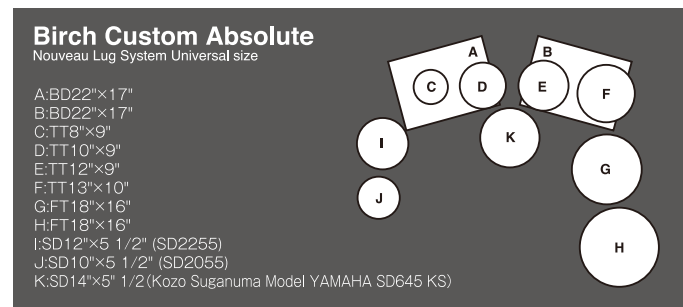 Birch Custom Absolute
Nouveau Lug System Universal size
A:BD22"×17"
B:BD22"×17"
C:TT8"×9"
D:TT10"×9"
E:TT12"×9"
F:TT13"×10"
G:FT18"×16"
H:FT18"×16"
I:SD12"×5 1/2" (SD2255)
J:SD10"×5 1/2" (SD2055)
K:SD14"×5" 1/2(Kozo Suganuma Model YAMAHA SD645 KS)
A
B
C
D
E
F
K
I
G
J
H